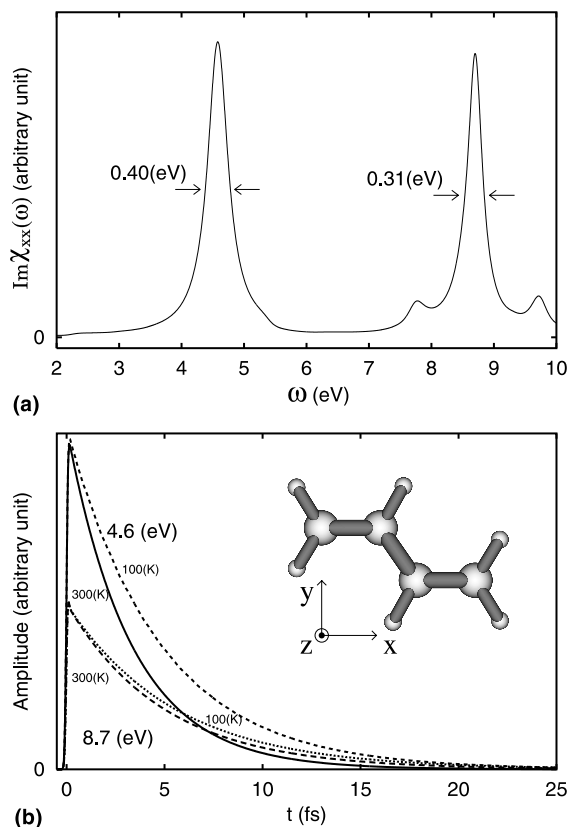 Imχxx(ω) (arbitrary unit)
0.40(eV)
0.31(eV)
0
2 3 4 5 6 7 8 9 10
ω (eV)
(a)
Amplitude (arbitrary unit)
4.6 (eV)
100(K)
300(K)
300(K)
100(K)
8.7 (eV)
y
z x
0
0 5 10 15 20 25
t (fs)
(b)